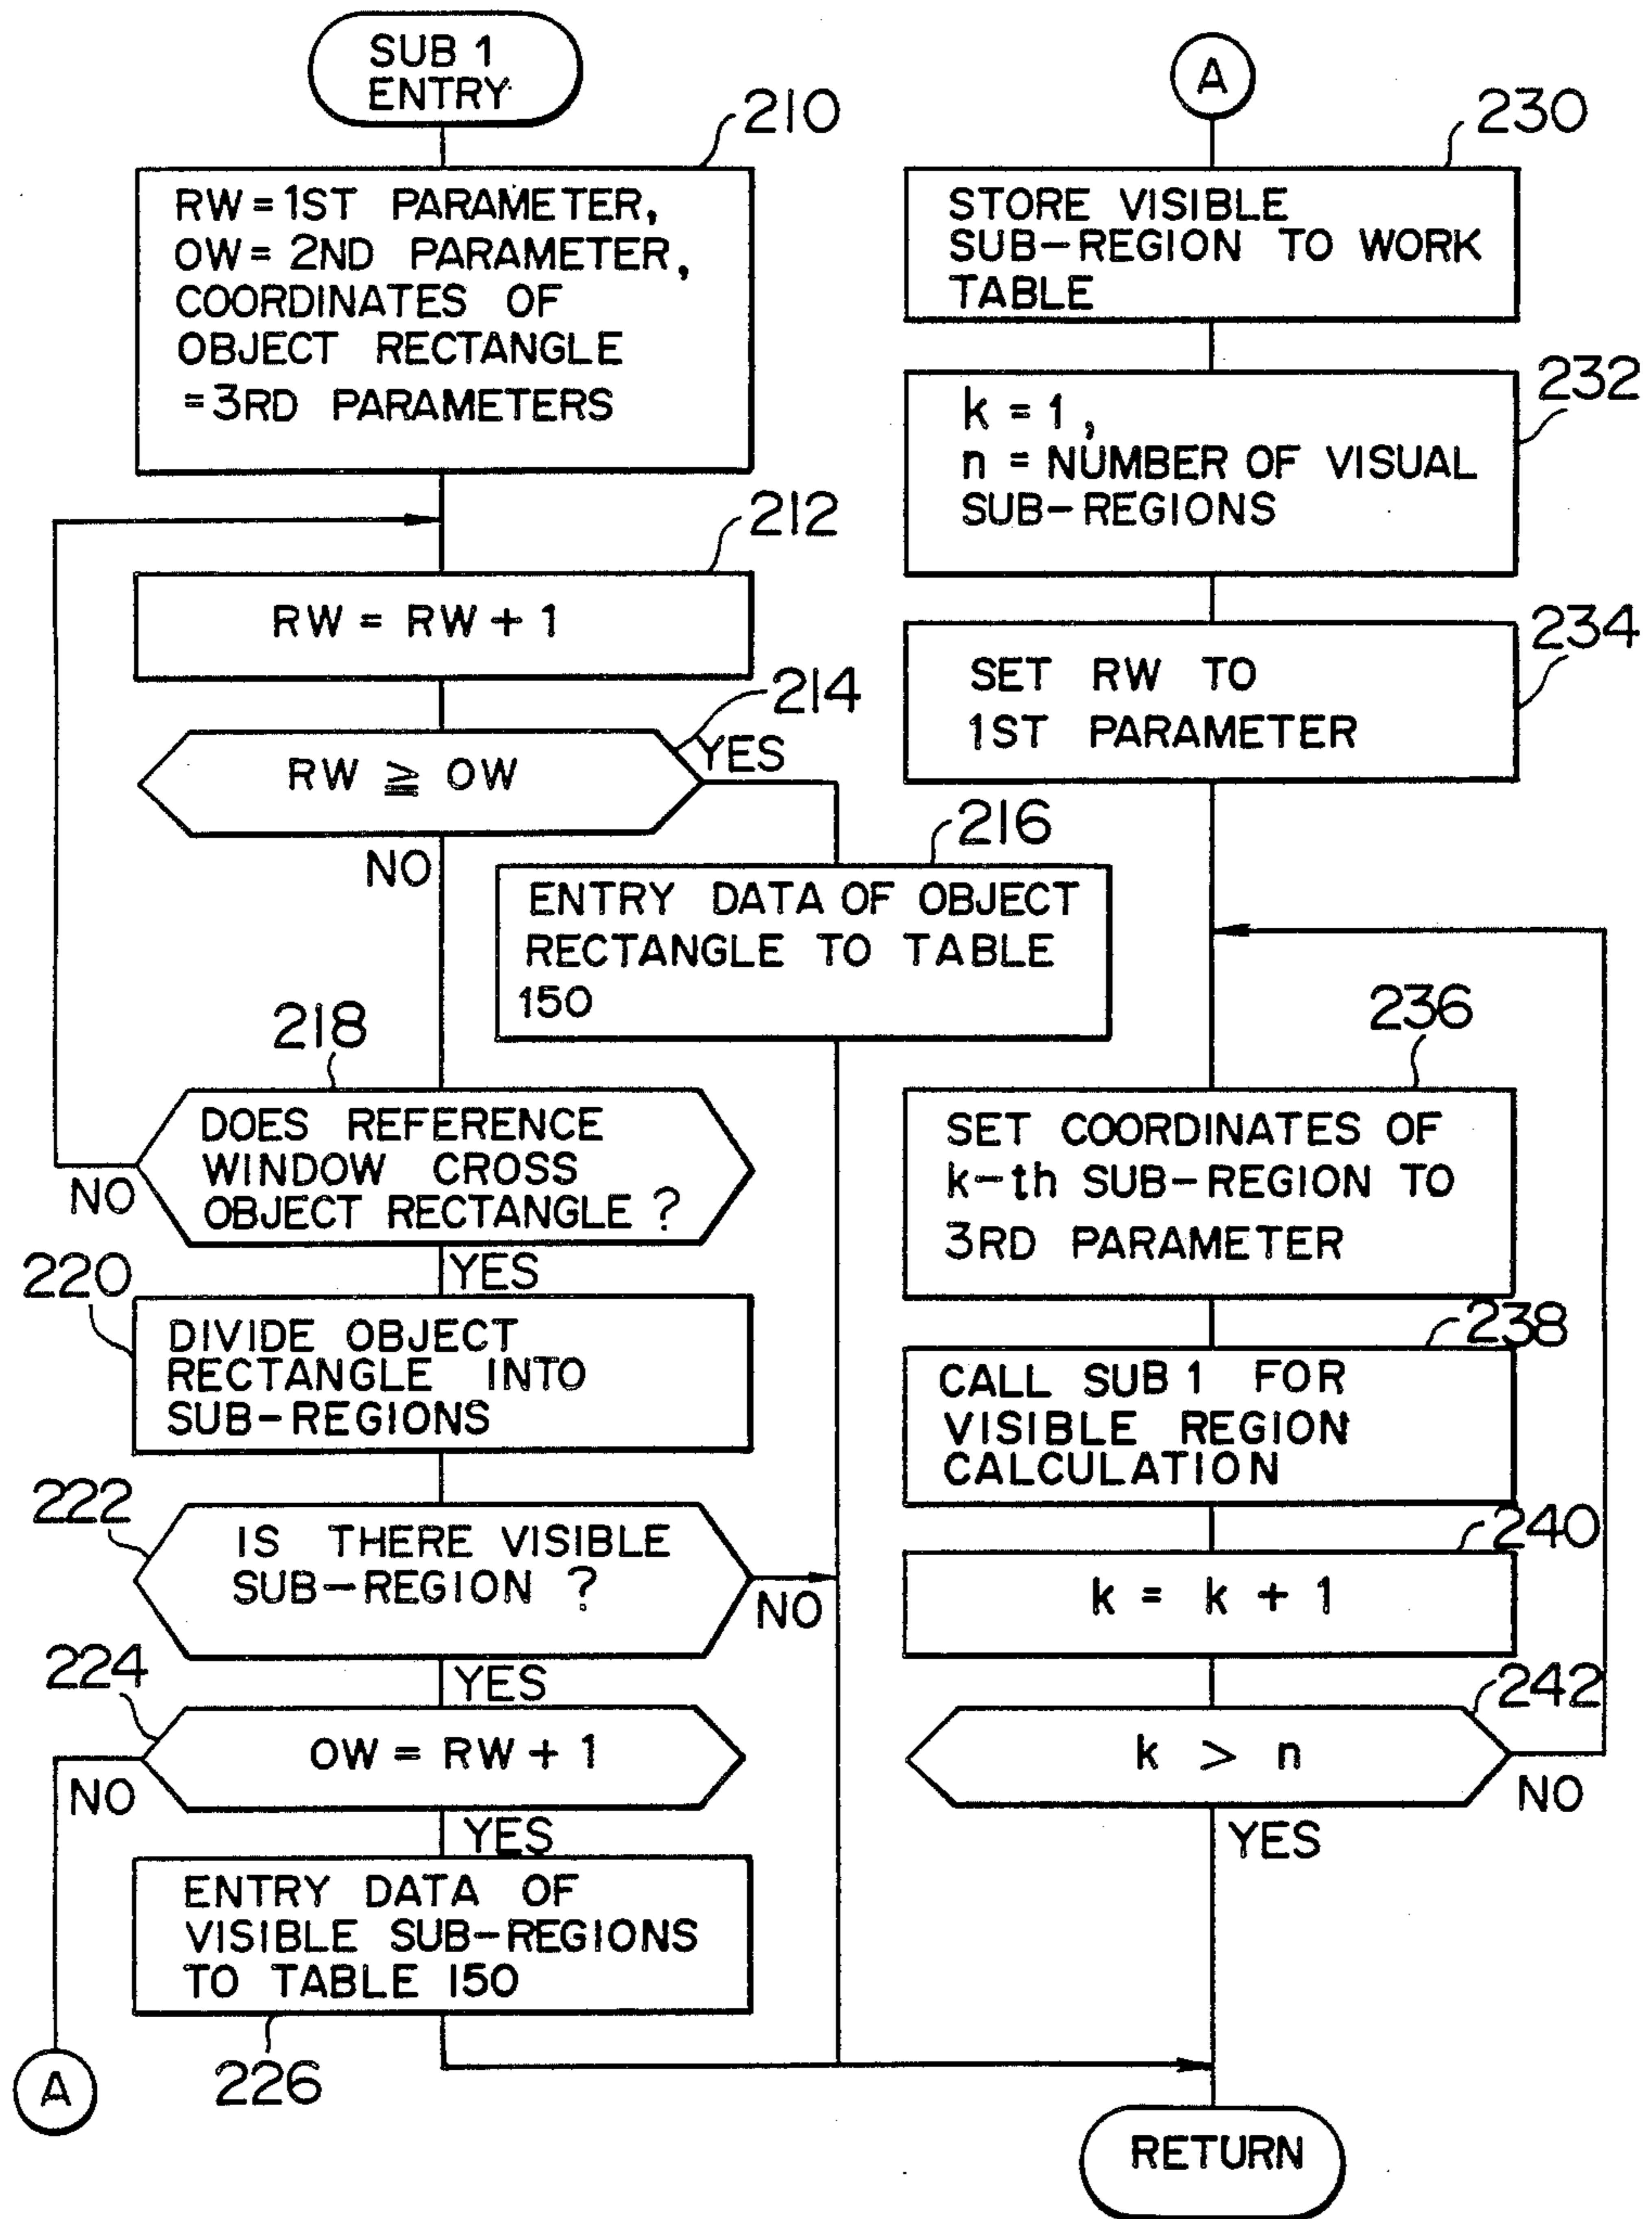 SUB 1
ENTRY
210
RW = 1ST PARAMETER,
OW = 2ND PARAMETER,
COORDINATES OF
OBJECT RECTANGLE
= 3RD PARAMETERS
212
RW = RW + 1
214
RW ≧ OW
YES
NO
216
ENTRY DATA OF OBJECT
RECTANGLE TO TABLE
150
218
DOES REFERENCE
WINDOW CROSS
OBJECT RECTANGLE ?
NO
YES
220
DIVIDE OBJECT
RECTANGLE INTO
SUB-REGIONS
222
IS THERE VISIBLE
SUB-REGION ?
NO
YES
224
OW = RW + 1
NO
YES
ENTRY DATA OF
VISIBLE SUB-REGIONS
TO TABLE 150
226
A
A
230
STORE VISIBLE
SUB-REGION TO WORK
TABLE
232
k = 1,
n = NUMBER OF VISUAL
SUB-REGIONS
234
SET RW TO
1ST PARAMETER
236
SET COORDINATES OF
k-th SUB-REGION TO
3RD PARAMETER
238
CALL SUB 1 FOR
VISIBLE REGION
CALCULATION
240
k = k + 1
242
k > n
NO
YES
RETURN